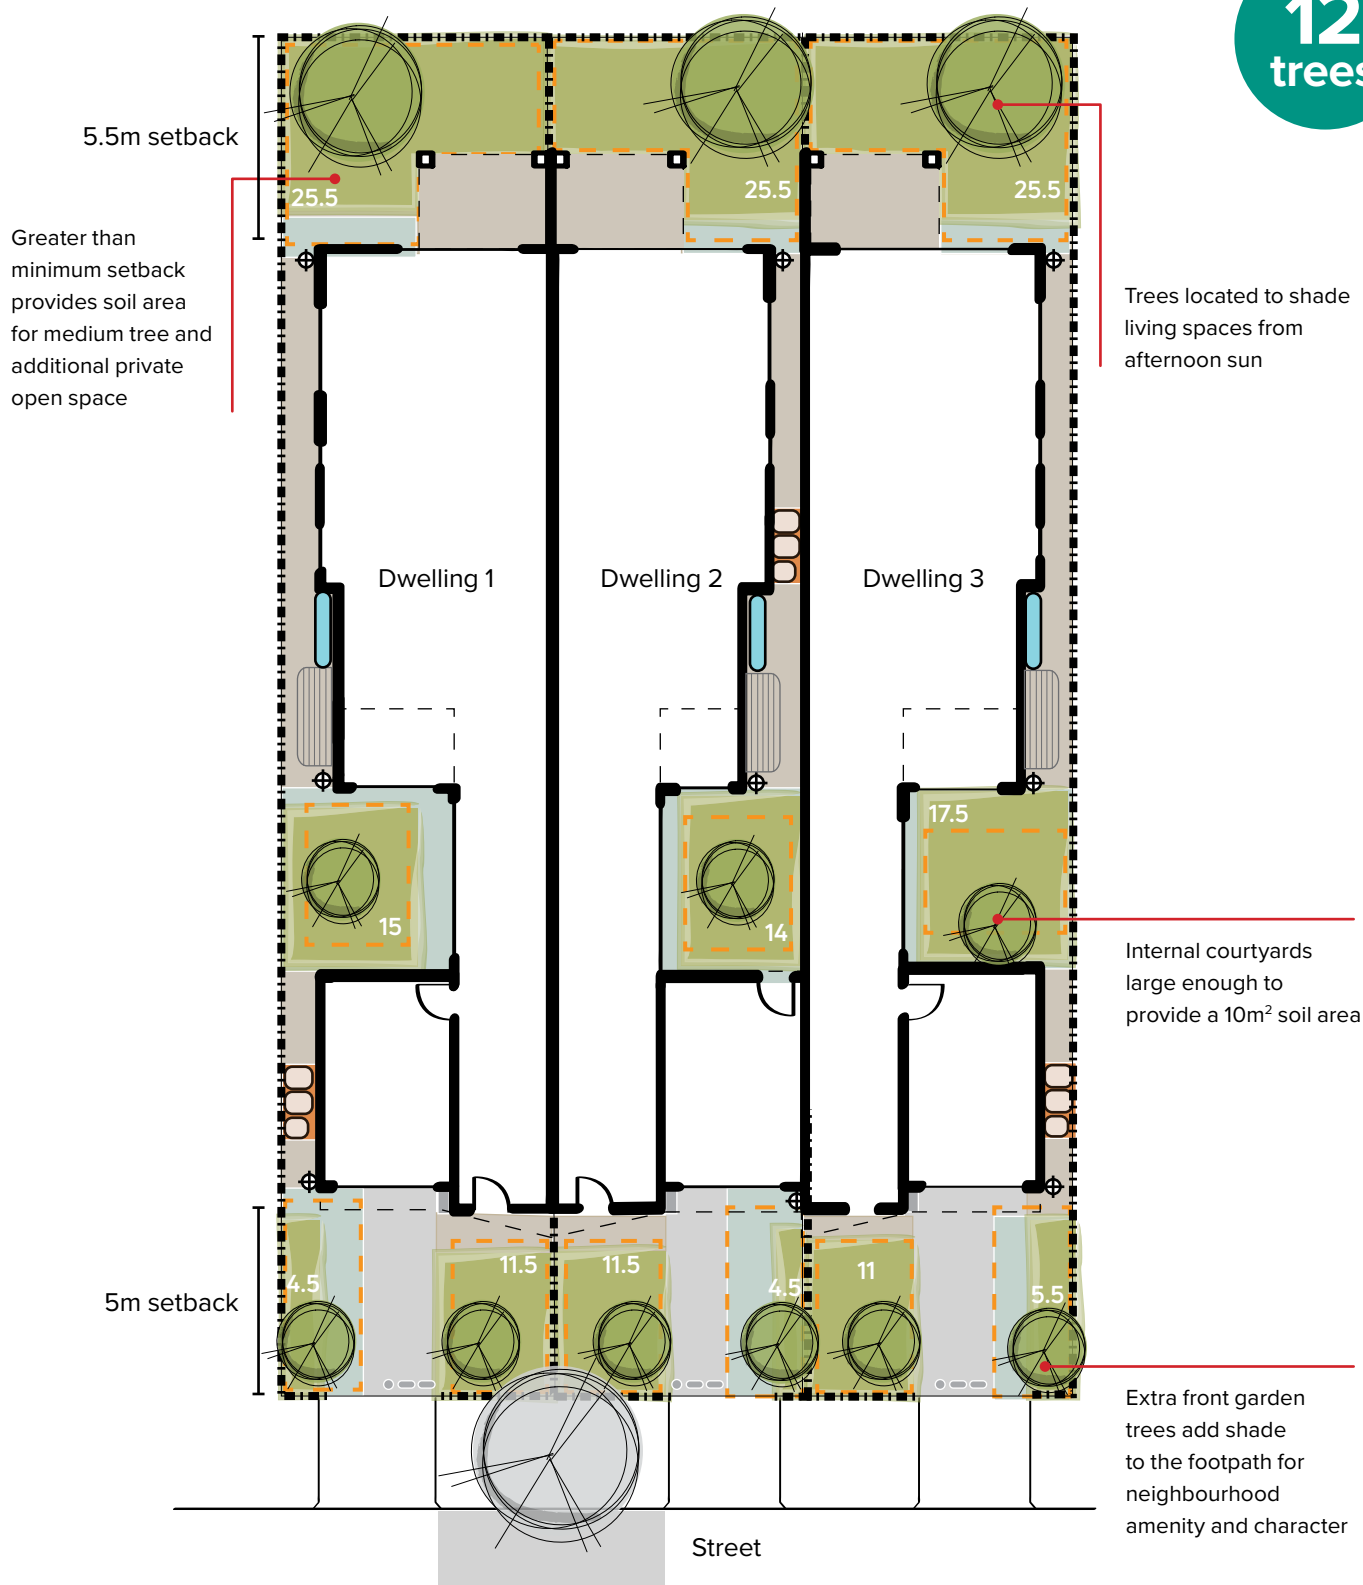 12
trees
5.5m setback
25.5
25.5
25.5
Greater than
minimum setback
provides soil area
for medium tree and
additional private
open space
Trees located to shade
living spaces from
afternoon sun
Dwelling 1
Dwelling 2
Dwelling 3
17.5
15
14
Internal courtyards
large enough to
provide a 10m² soil area
4.5
11.5
11.5
4.5
11
5.5
5m setback
Extra front garden
trees add shade
to the footpath for
neighbourhood
amenity and character
Street